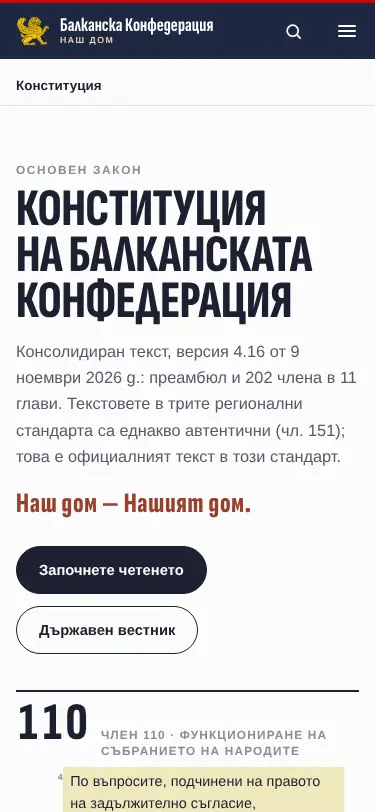 Балканска Конфедерация
НАШ ДОМ
Конституция
ОСНОВЕН ЗАКОН
КОНСТИТУЦИЯ
НА БАЛКАНСКАТА
КОНФЕДЕРАЦИЯ
Консолидиран текст, версия 4.16 от 9
ноември 2026 g.: преамбюл и 202 члена в 11
глави. Текстовете в трите регионални
стандарта са еднакво автентични (чл. 151);
това е официалният текст в този стандарт.
Наш дом — Нашият дом.
Започнете четенето
Държавен вестник
110 ЧЛЕН 110 · ФУНКЦИОНИРАНЕ НА
СЪБРАНИЕТО НА НАРОДИТЕ
4 По въпросите, подчинени на правото
на задължително съгласие,